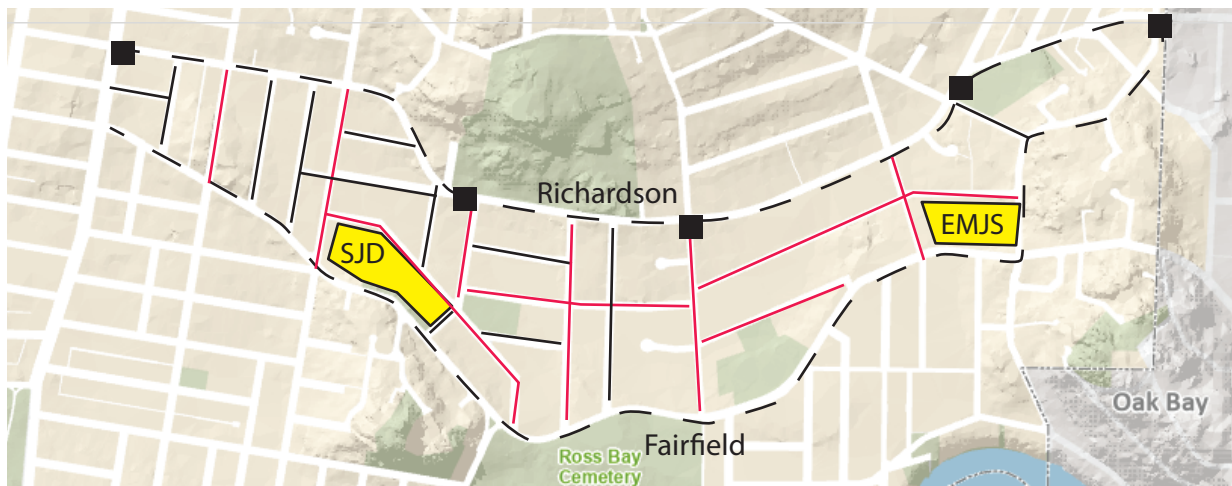 Richardson
EMJS
SJD
Oak Bay
Fairfield
Ross Bay
Cemetery